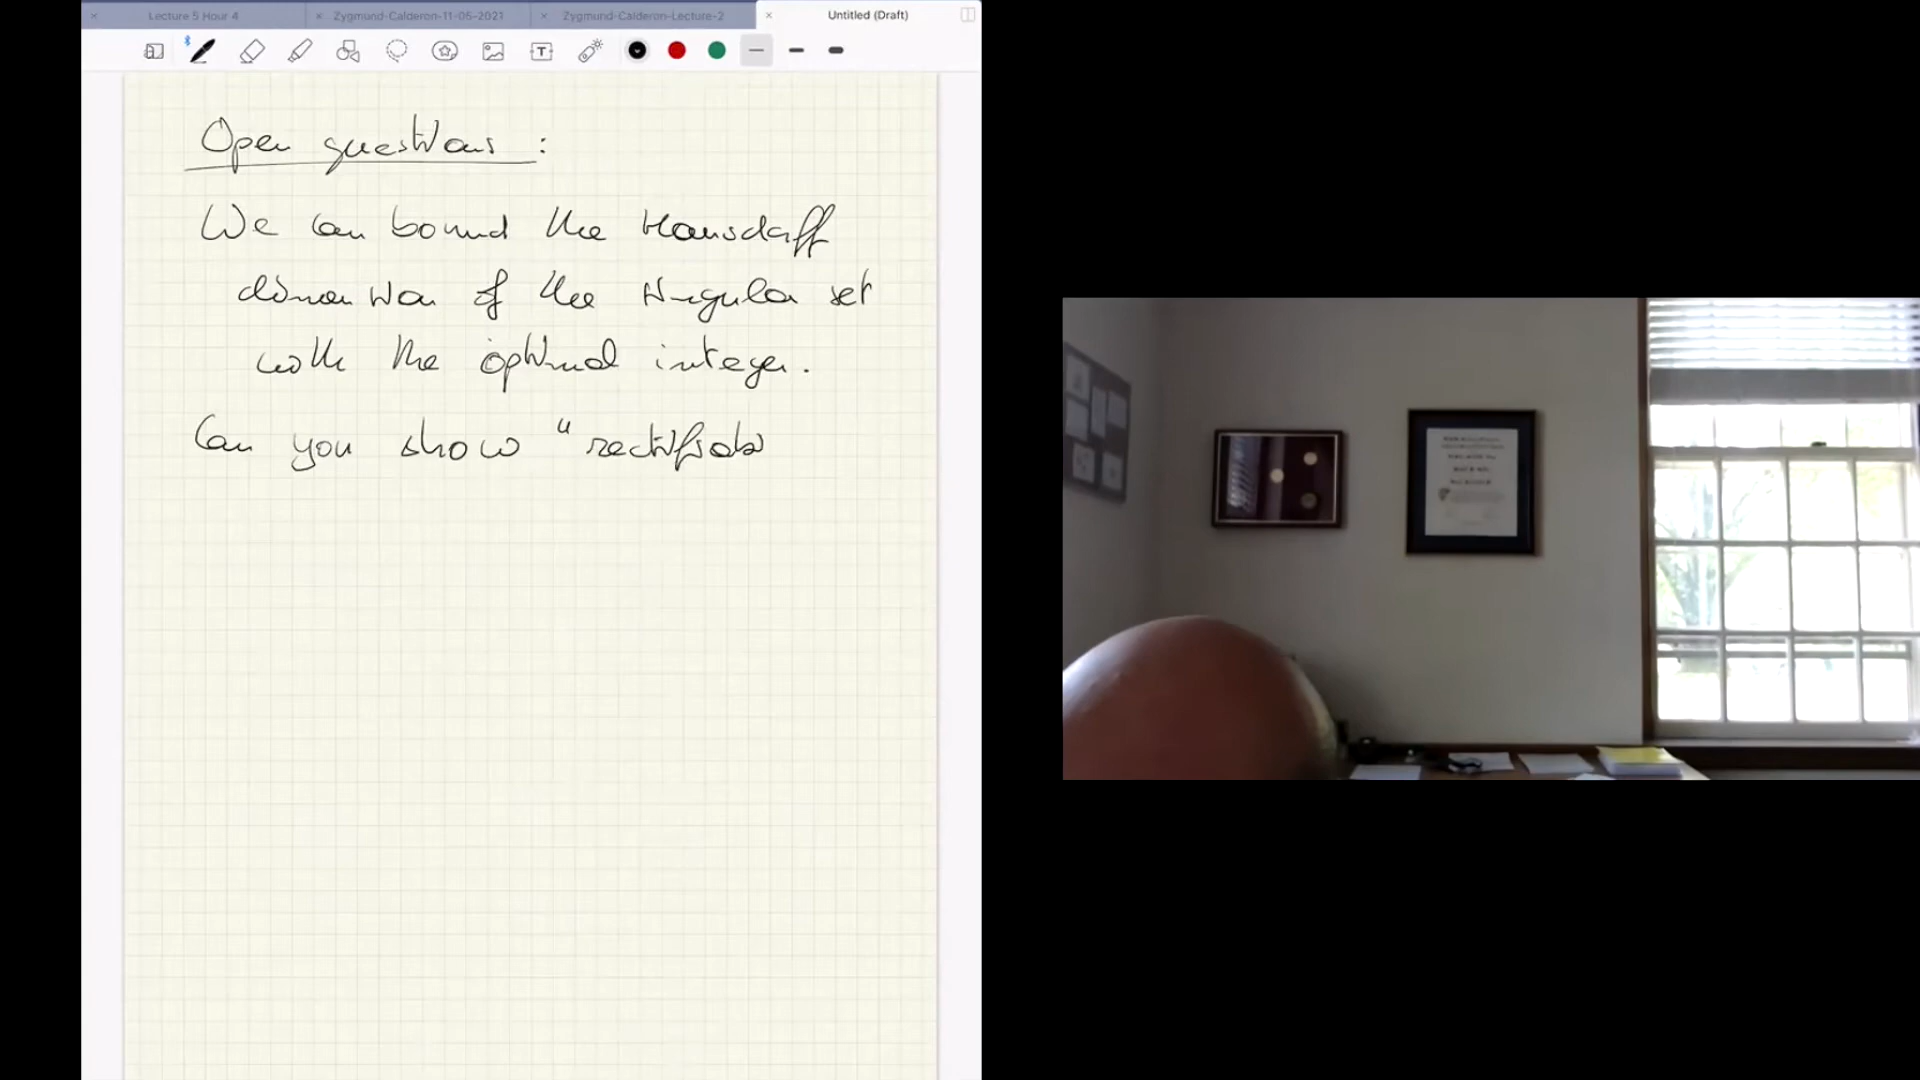 Lecture 5 Hour 4
Zygmund-Calderon-11-05-2021
Zygmund-Calderon-Lecture-2
Untitled (Draft)
Open questions :
We can bound the Hausdorff
dimension of the singular set
with the optimal integer.
Can you show "rectifiab